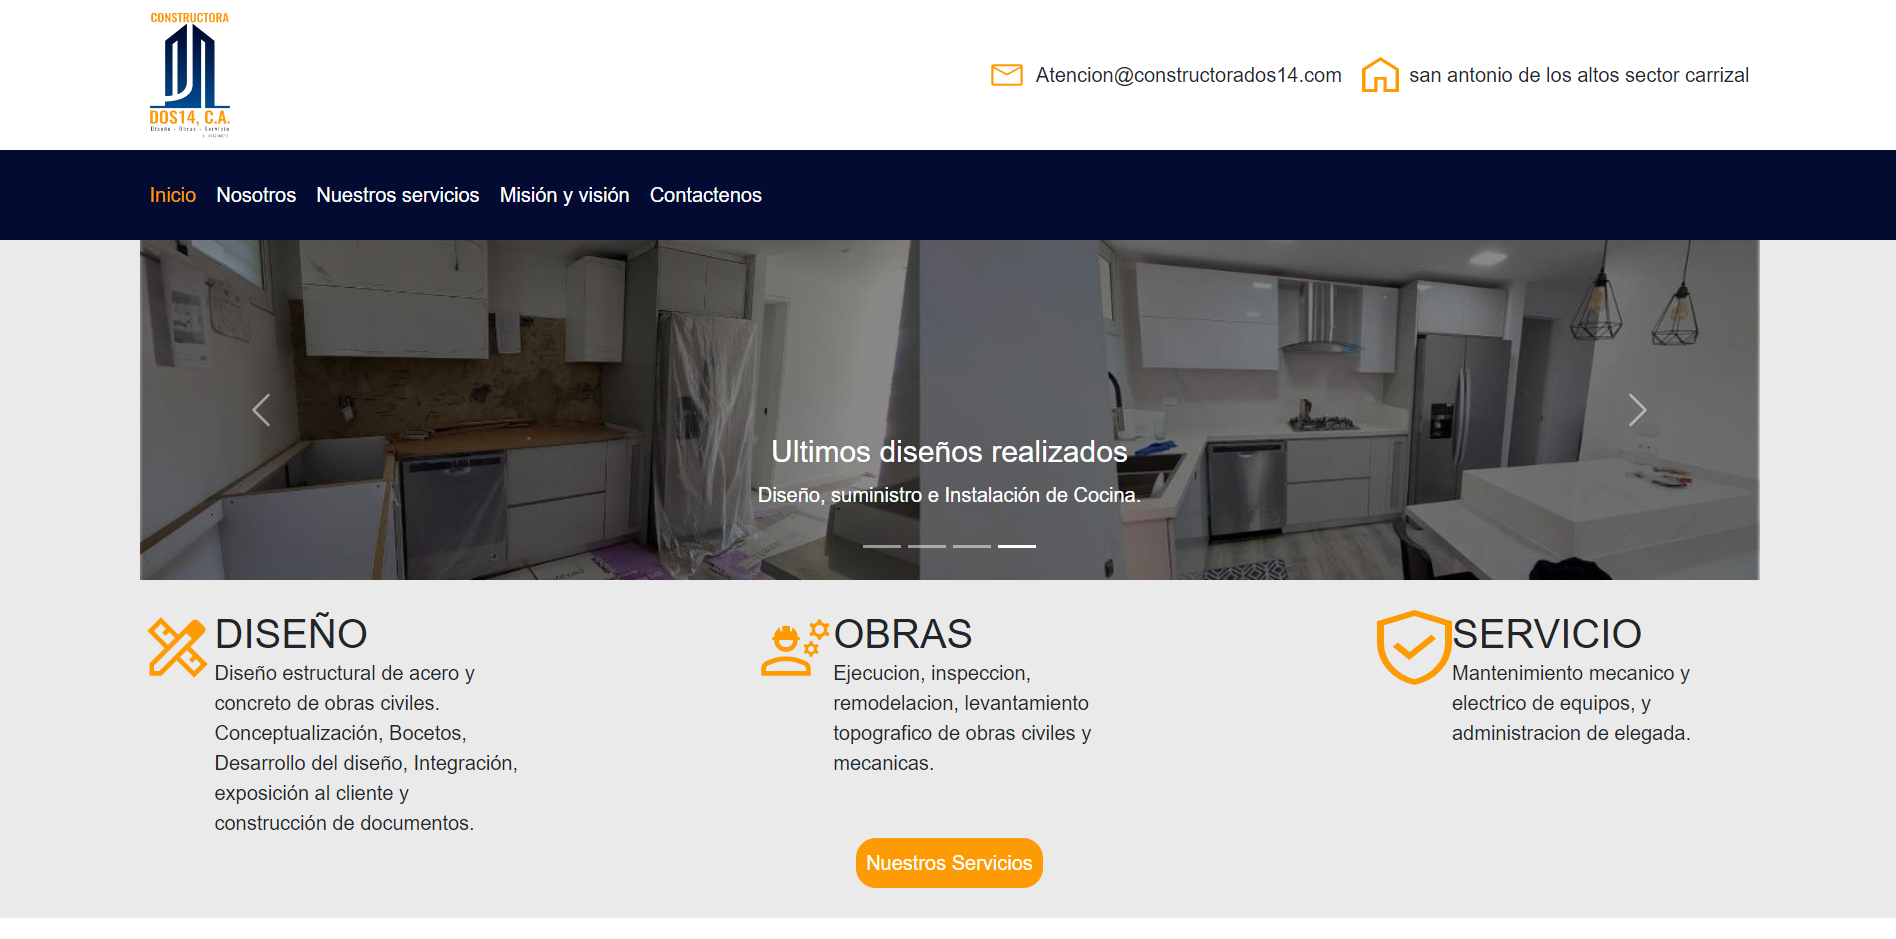 CONSTRUCTORA
DOS14, C.A.
Diseño - Obras - Servicio
Atencion@constructorados14.com
san antonio de los altos sector carrizal
Inicio
Nosotros
Nuestros servicios
Misión y visión
Contactenos
Ultimos diseños realizados
Diseño, suministro e Instalación de Cocina.
DISEÑO
Diseño estructural de acero y
concreto de obras civiles.
Conceptualización, Bocetos,
Desarrollo del diseño, Integración,
exposición al cliente y
construcción de documentos.
OBRAS
Ejecucion, inspeccion,
remodelacion, levantamiento
topografico de obras civiles y
mecanicas.
SERVICIO
Mantenimiento mecanico y
electrico de equipos, y
administracion de elegada.
Nuestros Servicios